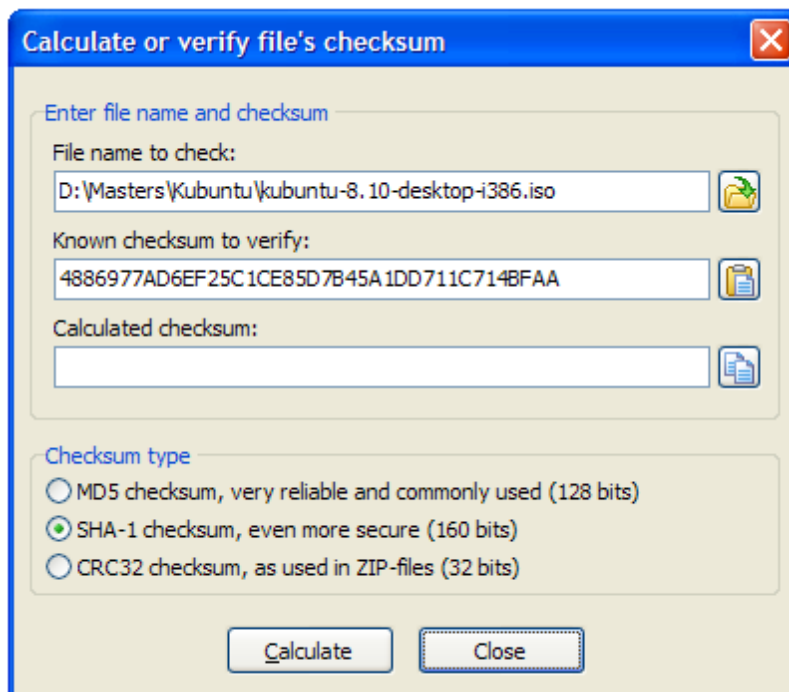 Calculate or verify file's checksum
Enter file name and checksum
File name to check:
D:\Masters\Kubuntu\kubuntu-8.10-desktop-i386.iso
Known checksum to verify:
4886977AD6EF25C1CE85D7B45A1DD711C714BFAA
Calculated checksum:
Checksum type
MD5 checksum, very reliable and commonly used (128 bits)
SHA-1 checksum, even more secure (160 bits)
CRC32 checksum, as used in ZIP-files (32 bits)
Calculate Close